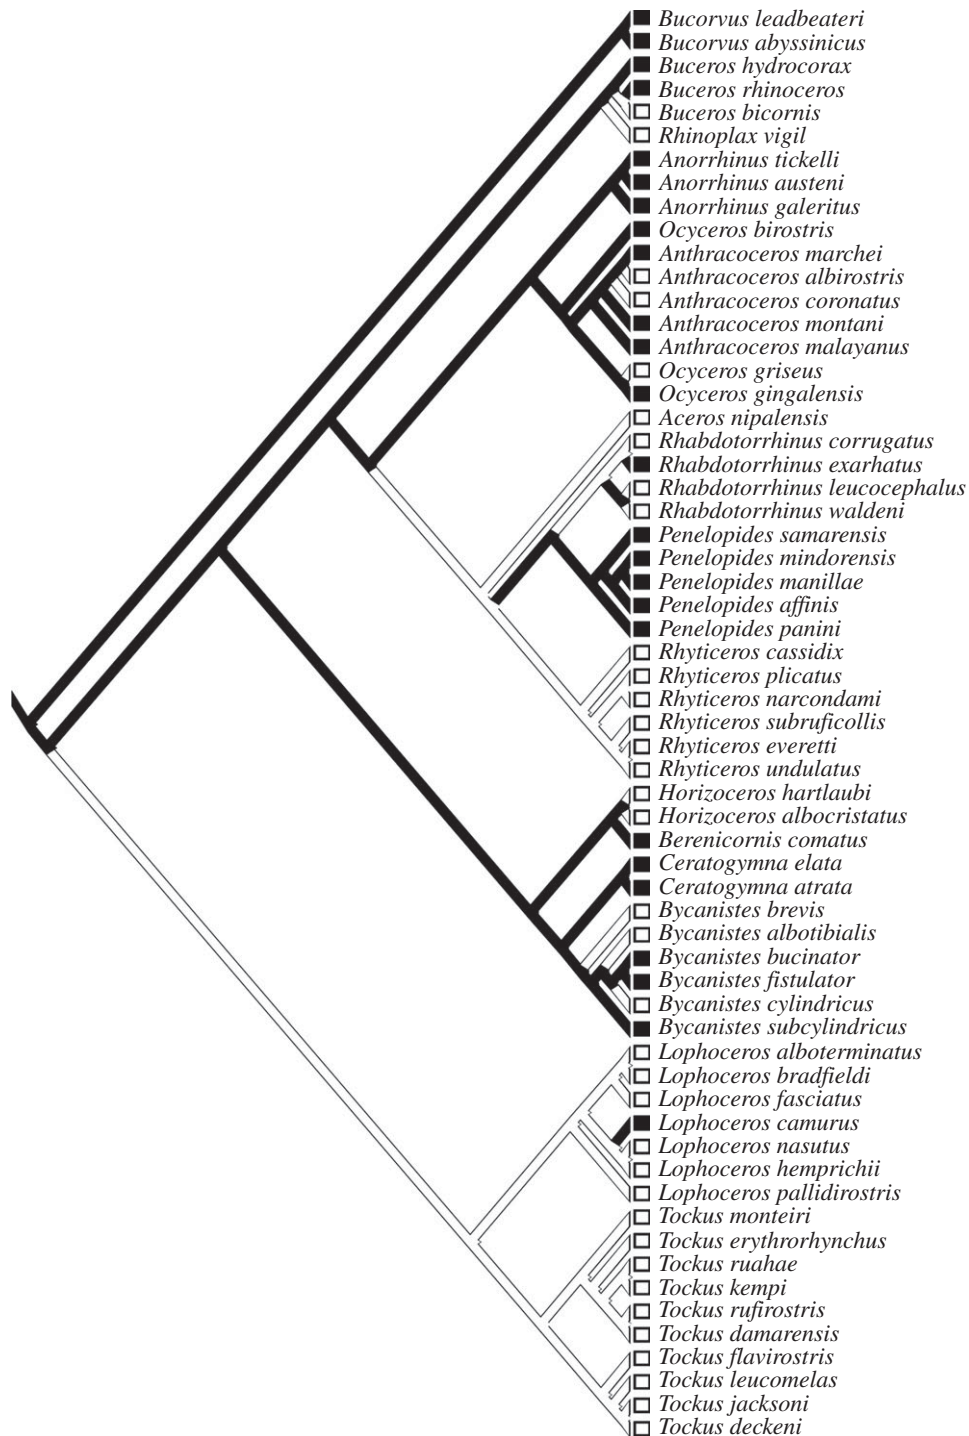 Bucorvus leadbeateri
Bucorvus abyssinicus
Buceros hydrocorax
Buceros rhinoceros
Buceros bicornis
Rhinoplax vigil
Anorrhinus tickelli
Anorrhinus austeni
Anorrhinus galeritus
Ocyceros birostris
Anthracoceros marchei
Anthracoceros albirostris
Anthracoceros coronatus
Anthracoceros montani
Anthracoceros malayanus
Ocyceros griseus
Ocyceros gingalensis
Aceros nipalensis
Rhabdotorrhinus corrugatus
Rhabdotorrhinus exarhatus
Rhabdotorrhinus leucocephalus
Rhabdotorrhinus waldeni
Penelopides samarensis
Penelopides mindorensis
Penelopides manillae
Penelopides affinis
Penelopides panini
Rhyticeros cassidix
Rhyticeros plicatus
Rhyticeros narcondami
Rhyticeros subruficollis
Rhyticeros everetti
Rhyticeros undulatus
Horizoceros hartlaubi
Horizoceros albocristatus
Berenicornis comatus
Ceratogymna elata
Ceratogymna atrata
Bycanistes brevis
Bycanistes albotibialis
Bycanistes bucinator
Bycanistes fistulator
Bycanistes cylindricus
Bycanistes subcylindricus
Lophoceros alboterminatus
Lophoceros bradfieldi
Lophoceros fasciatus
Lophoceros camurus
Lophoceros nasutus
Lophoceros hemprichii
Lophoceros pallidirostris
Tockus monteiri
Tockus erythrorhynchus
Tockus ruahae
Tockus kempi
Tockus rufirostris
Tockus damarensis
Tockus flavirostris
Tockus leucomelas
Tockus jacksoni
Tockus deckeni